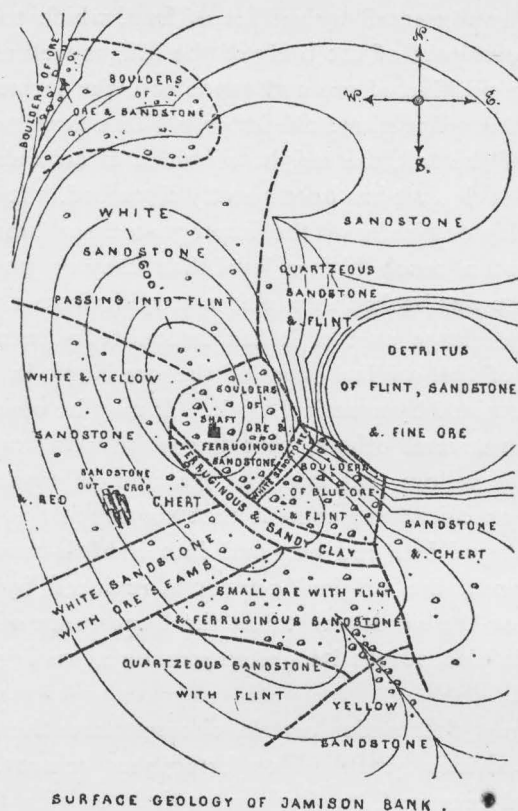 N.
W. E.
S.
BOULDERS OF ORE
BOULDERS
OF
ORE & SANDSTONE
SANDSTONE
WHITE
SANDSTONE
600'
PASSING INTO FLINT
QUARTZEOUS
SANDSTONE
& FLINT
DETRITUS
OF FLINT, SANDSTONE
& FINE ORE
WHITE & YELLOW
SANDSTONE
& RED CHERT
SANDSTONE
OUT-CROP
BOULDERS
OF
SHAFT ORE &
FERRUGINOUS
SANDSTONE
WHITE SANDSTONE
BOULDERS
OF BLUE ORE
& FLINT
FERRUGINOUS & SANDY CLAY
SANDSTONE
& CHERT
WHITE SANDSTONE
WITH ORE SEAMS
SMALL ORE WITH FLINT
& FERRUGINOUS SANDSTONE
QUARTZEOUS SANDSTONE
WITH FLINT
YELLOW
SANDSTONE
SURFACE GEOLOGY OF JAMISON BANK.